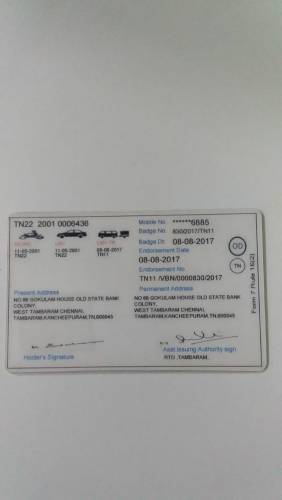 TN22 2001 0006436
Mobile No. ******6885
Badge No. 830/2017/TN11
Badge Dt. 08-08-2017
Endorsement Date
08-08-2017
Endorsement No
TN11 /VBN/0000830/2017
11-05-2001 11-05-2001 08-08-2017
TN22 TN22 TN11
OD
TN
Form 7 Rule 16(2)
Present Address
NO 66 GOKULAM HOUSE OLD STATE BANK
COLONY,
WEST TAMBARAM CHENNAI,
TAMBARAM,KANCHEEPURAM,TN,600045
Permanent Address
NO 66 GOKULAM HOUSE OLD STATE BANK
COLONY,
WEST TAMBARAM CHENNAI,
TAMBARAM,KANCHEEPURAM,TN,600045
Holder's Signature
Asst Issuing Authority sign
RTO ,TAMBARAM,